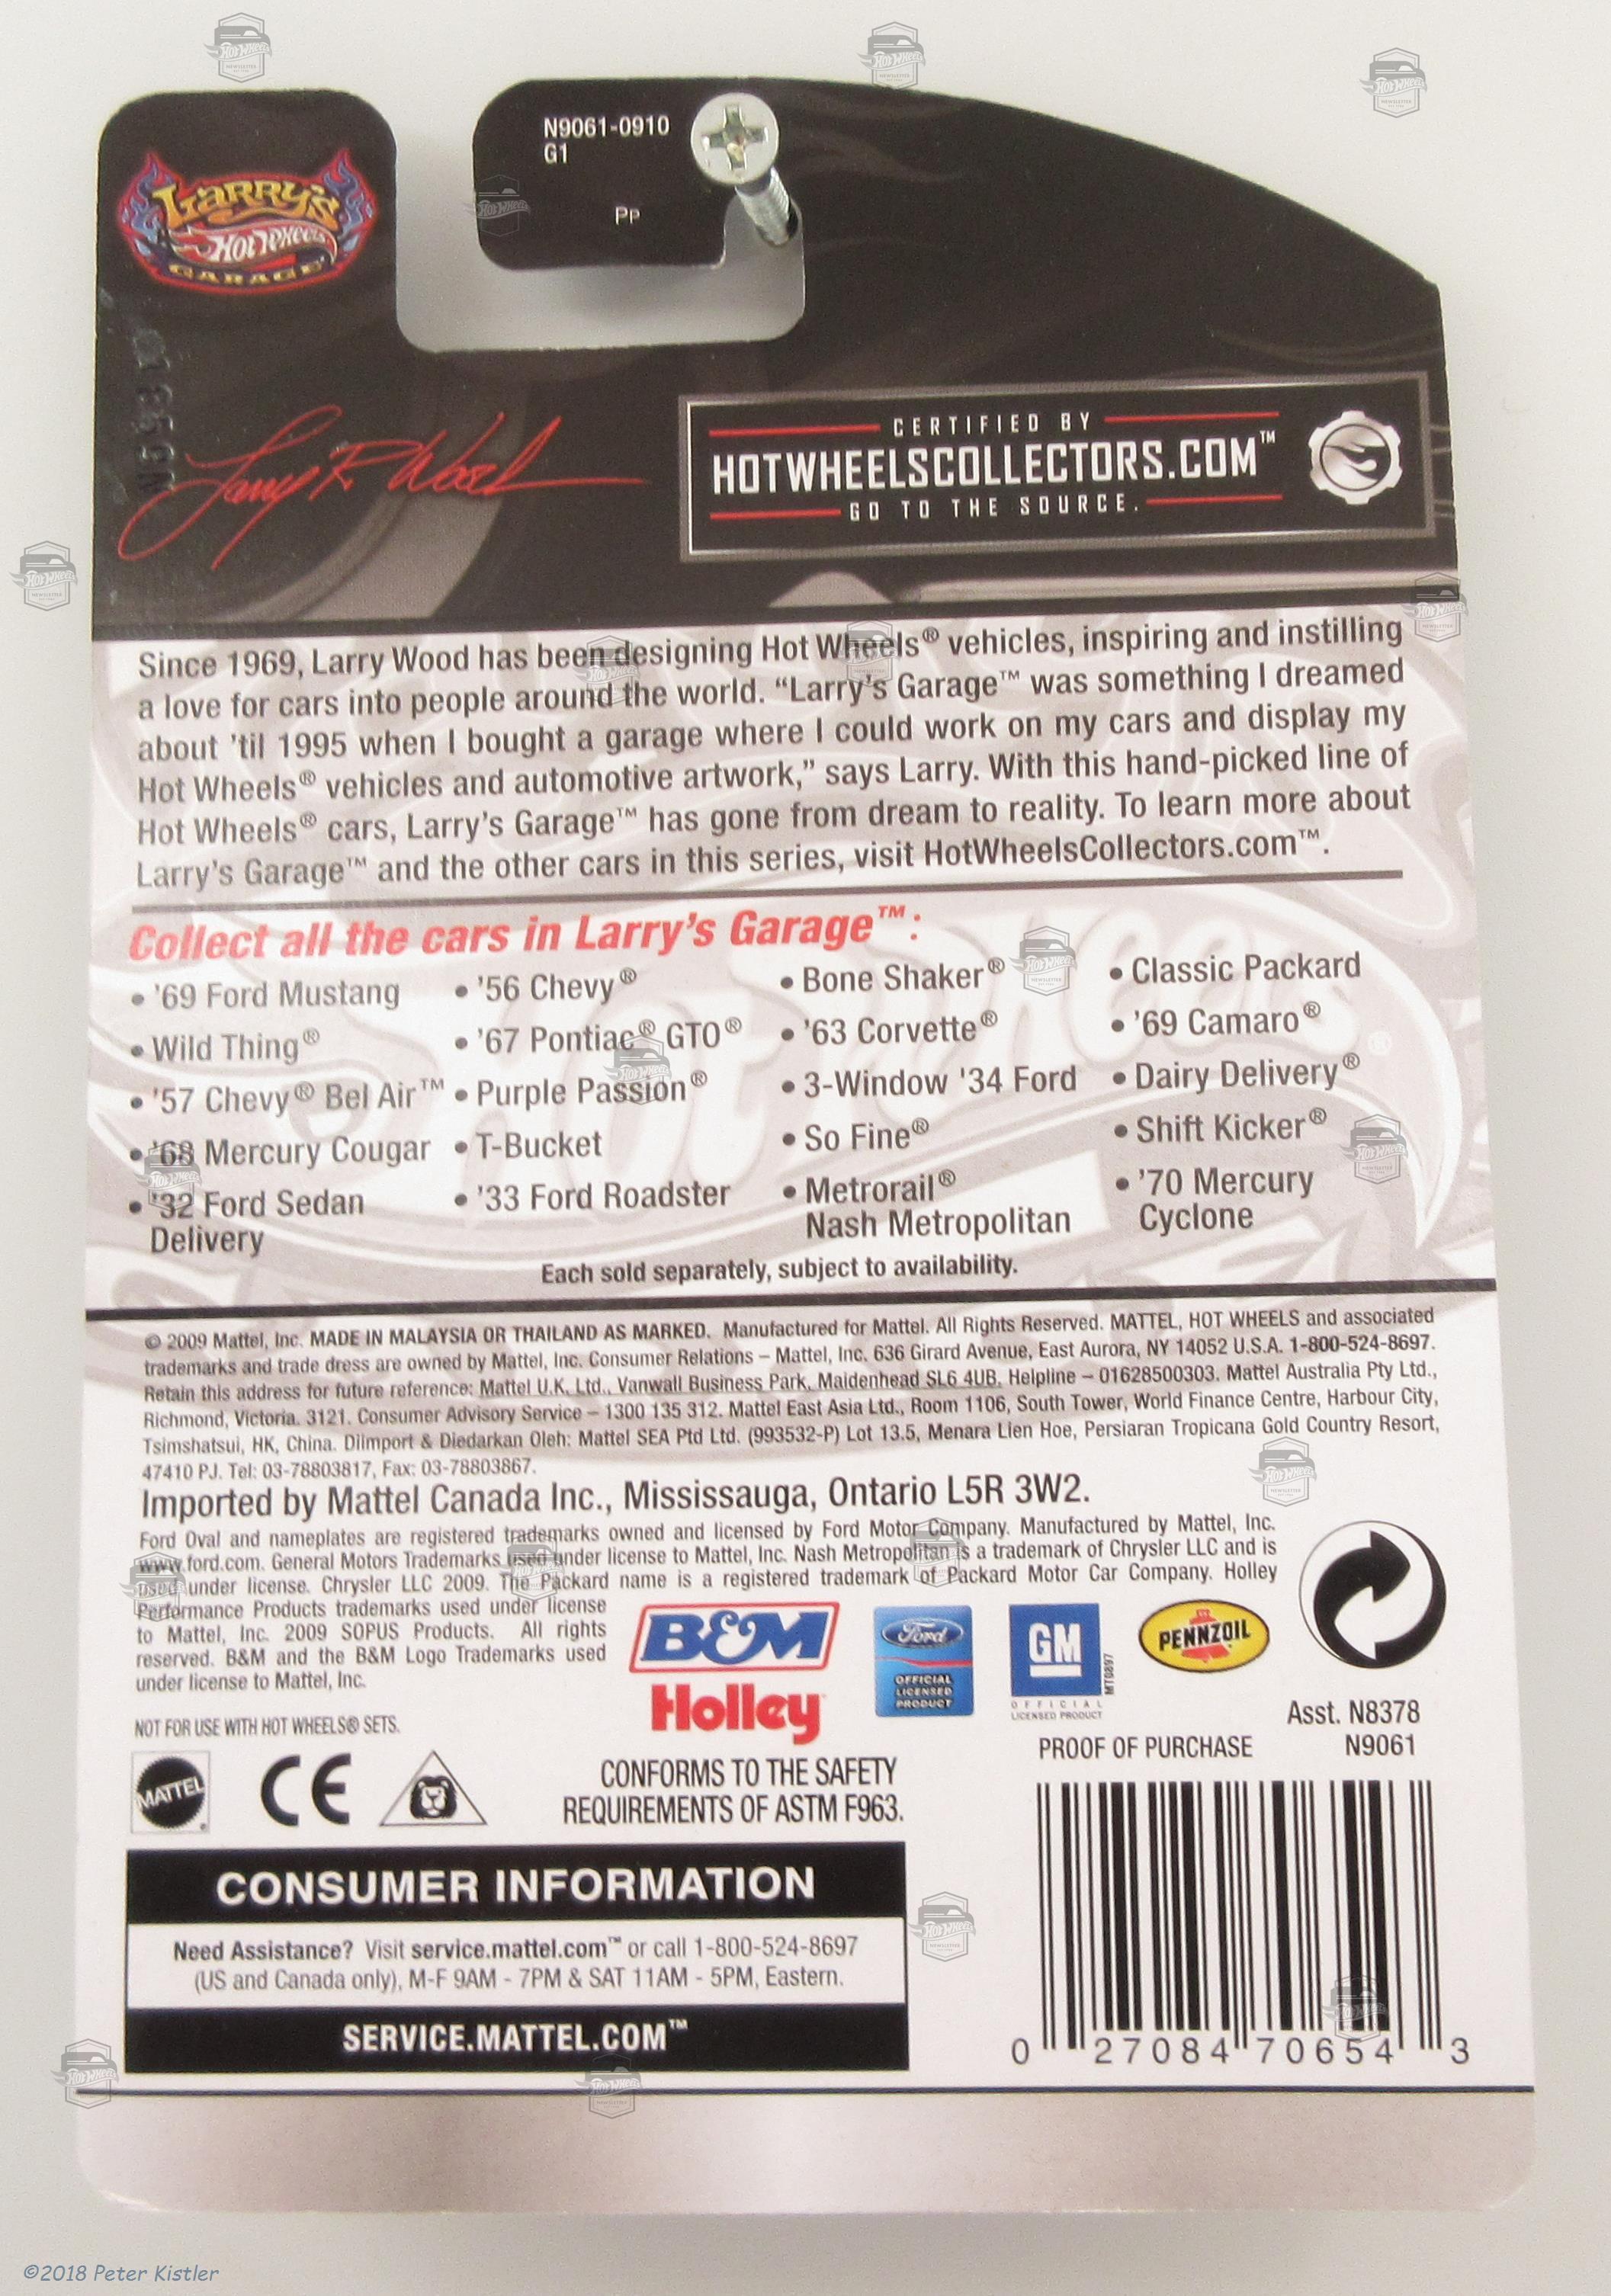 N9061-0910
G1
PP
Larry's
Hot Wheels
GARAGE
Larry R Wood
CERTIFIED BY
HOTWHEELSCOLLECTORS.COM™
GO TO THE SOURCE.
Since 1969, Larry Wood has been designing Hot Wheels® vehicles, inspiring and instilling
a love for cars into people around the world. “Larry’s Garage™ was something I dreamed
about ’til 1995 when I bought a garage where I could work on my cars and display my
Hot Wheels® vehicles and automotive artwork,” says Larry. With this hand-picked line of
Hot Wheels® cars, Larry’s Garage™ has gone from dream to reality. To learn more about
Larry’s Garage™ and the other cars in this series, visit HotWheelsCollectors.com™.
Collect all the cars in Larry’s Garage™:
• '69 Ford Mustang
• Wild Thing®
• '57 Chevy® Bel Air™
• '68 Mercury Cougar
• '32 Ford Sedan
Delivery
• '56 Chevy®
• '67 Pontiac® GTO®
• Purple Passion®
• T-Bucket
• '33 Ford Roadster
• Bone Shaker®
• '63 Corvette®
• 3-Window '34 Ford
• So Fine®
• Metrorail®
Nash Metropolitan
• Classic Packard
• '69 Camaro®
• Dairy Delivery®
• Shift Kicker®
• '70 Mercury
Cyclone
Each sold separately, subject to availability.
© 2009 Mattel, Inc. MADE IN MALAYSIA OR THAILAND AS MARKED. Manufactured for Mattel. All Rights Reserved. MATTEL, HOT WHEELS and associated
trademarks and trade dress are owned by Mattel, Inc. Consumer Relations – Mattel, Inc. 636 Girard Avenue, East Aurora, NY 14052 U.S.A. 1-800-524-8697.
Retain this address for future reference: Mattel U.K. Ltd., Vanwall Business Park, Maidenhead SL6 4UB. Helpline – 01628500303. Mattel Australia Pty Ltd.,
Richmond, Victoria. 3121. Consumer Advisory Service – 1300 135 312. Mattel East Asia Ltd., Room 1106, South Tower, World Finance Centre, Harbour City,
Tsimshatsui, HK, China. Diimport & Diedarkan Oleh: Mattel SEA Ptd Ltd. (993532-P) Lot 13.5, Menara Lien Hoe, Persiaran Tropicana Gold Country Resort,
47410 PJ. Tel: 03-78803817, Fax: 03-78803867.
Imported by Mattel Canada Inc., Mississauga, Ontario L5R 3W2.
Ford Oval and nameplates are registered trademarks owned and licensed by Ford Motor Company. Manufactured by Mattel, Inc.
www.ford.com. General Motors Trademarks used under license to Mattel, Inc. Nash Metropolitan is a trademark of Chrysler LLC and is
used under license. Chrysler LLC 2009. The Packard name is a registered trademark of Packard Motor Car Company. Holley
Performance Products trademarks used under license
to Mattel, Inc. 2009 SOPUS Products. All rights
reserved. B&M and the B&M Logo Trademarks used
under license to Mattel, Inc.
B&M
Holley
Ford
OFFICIAL
LICENSED
PRODUCT
GM
MT0897
OFFICIAL
LICENSED PRODUCT
PENNZOIL
NOT FOR USE WITH HOT WHEELS® SETS.
MATTEL
CE
CONFORMS TO THE SAFETY
REQUIREMENTS OF ASTM F963.
Asst. N8378
N9061
PROOF OF PURCHASE
CONSUMER INFORMATION
Need Assistance? Visit service.mattel.com™ or call 1-800-524-8697
(US and Canada only), M-F 9AM - 7PM & SAT 11AM - 5PM, Eastern.
SERVICE.MATTEL.COM™
0 27084 70654 3
©2018 Peter Kistler